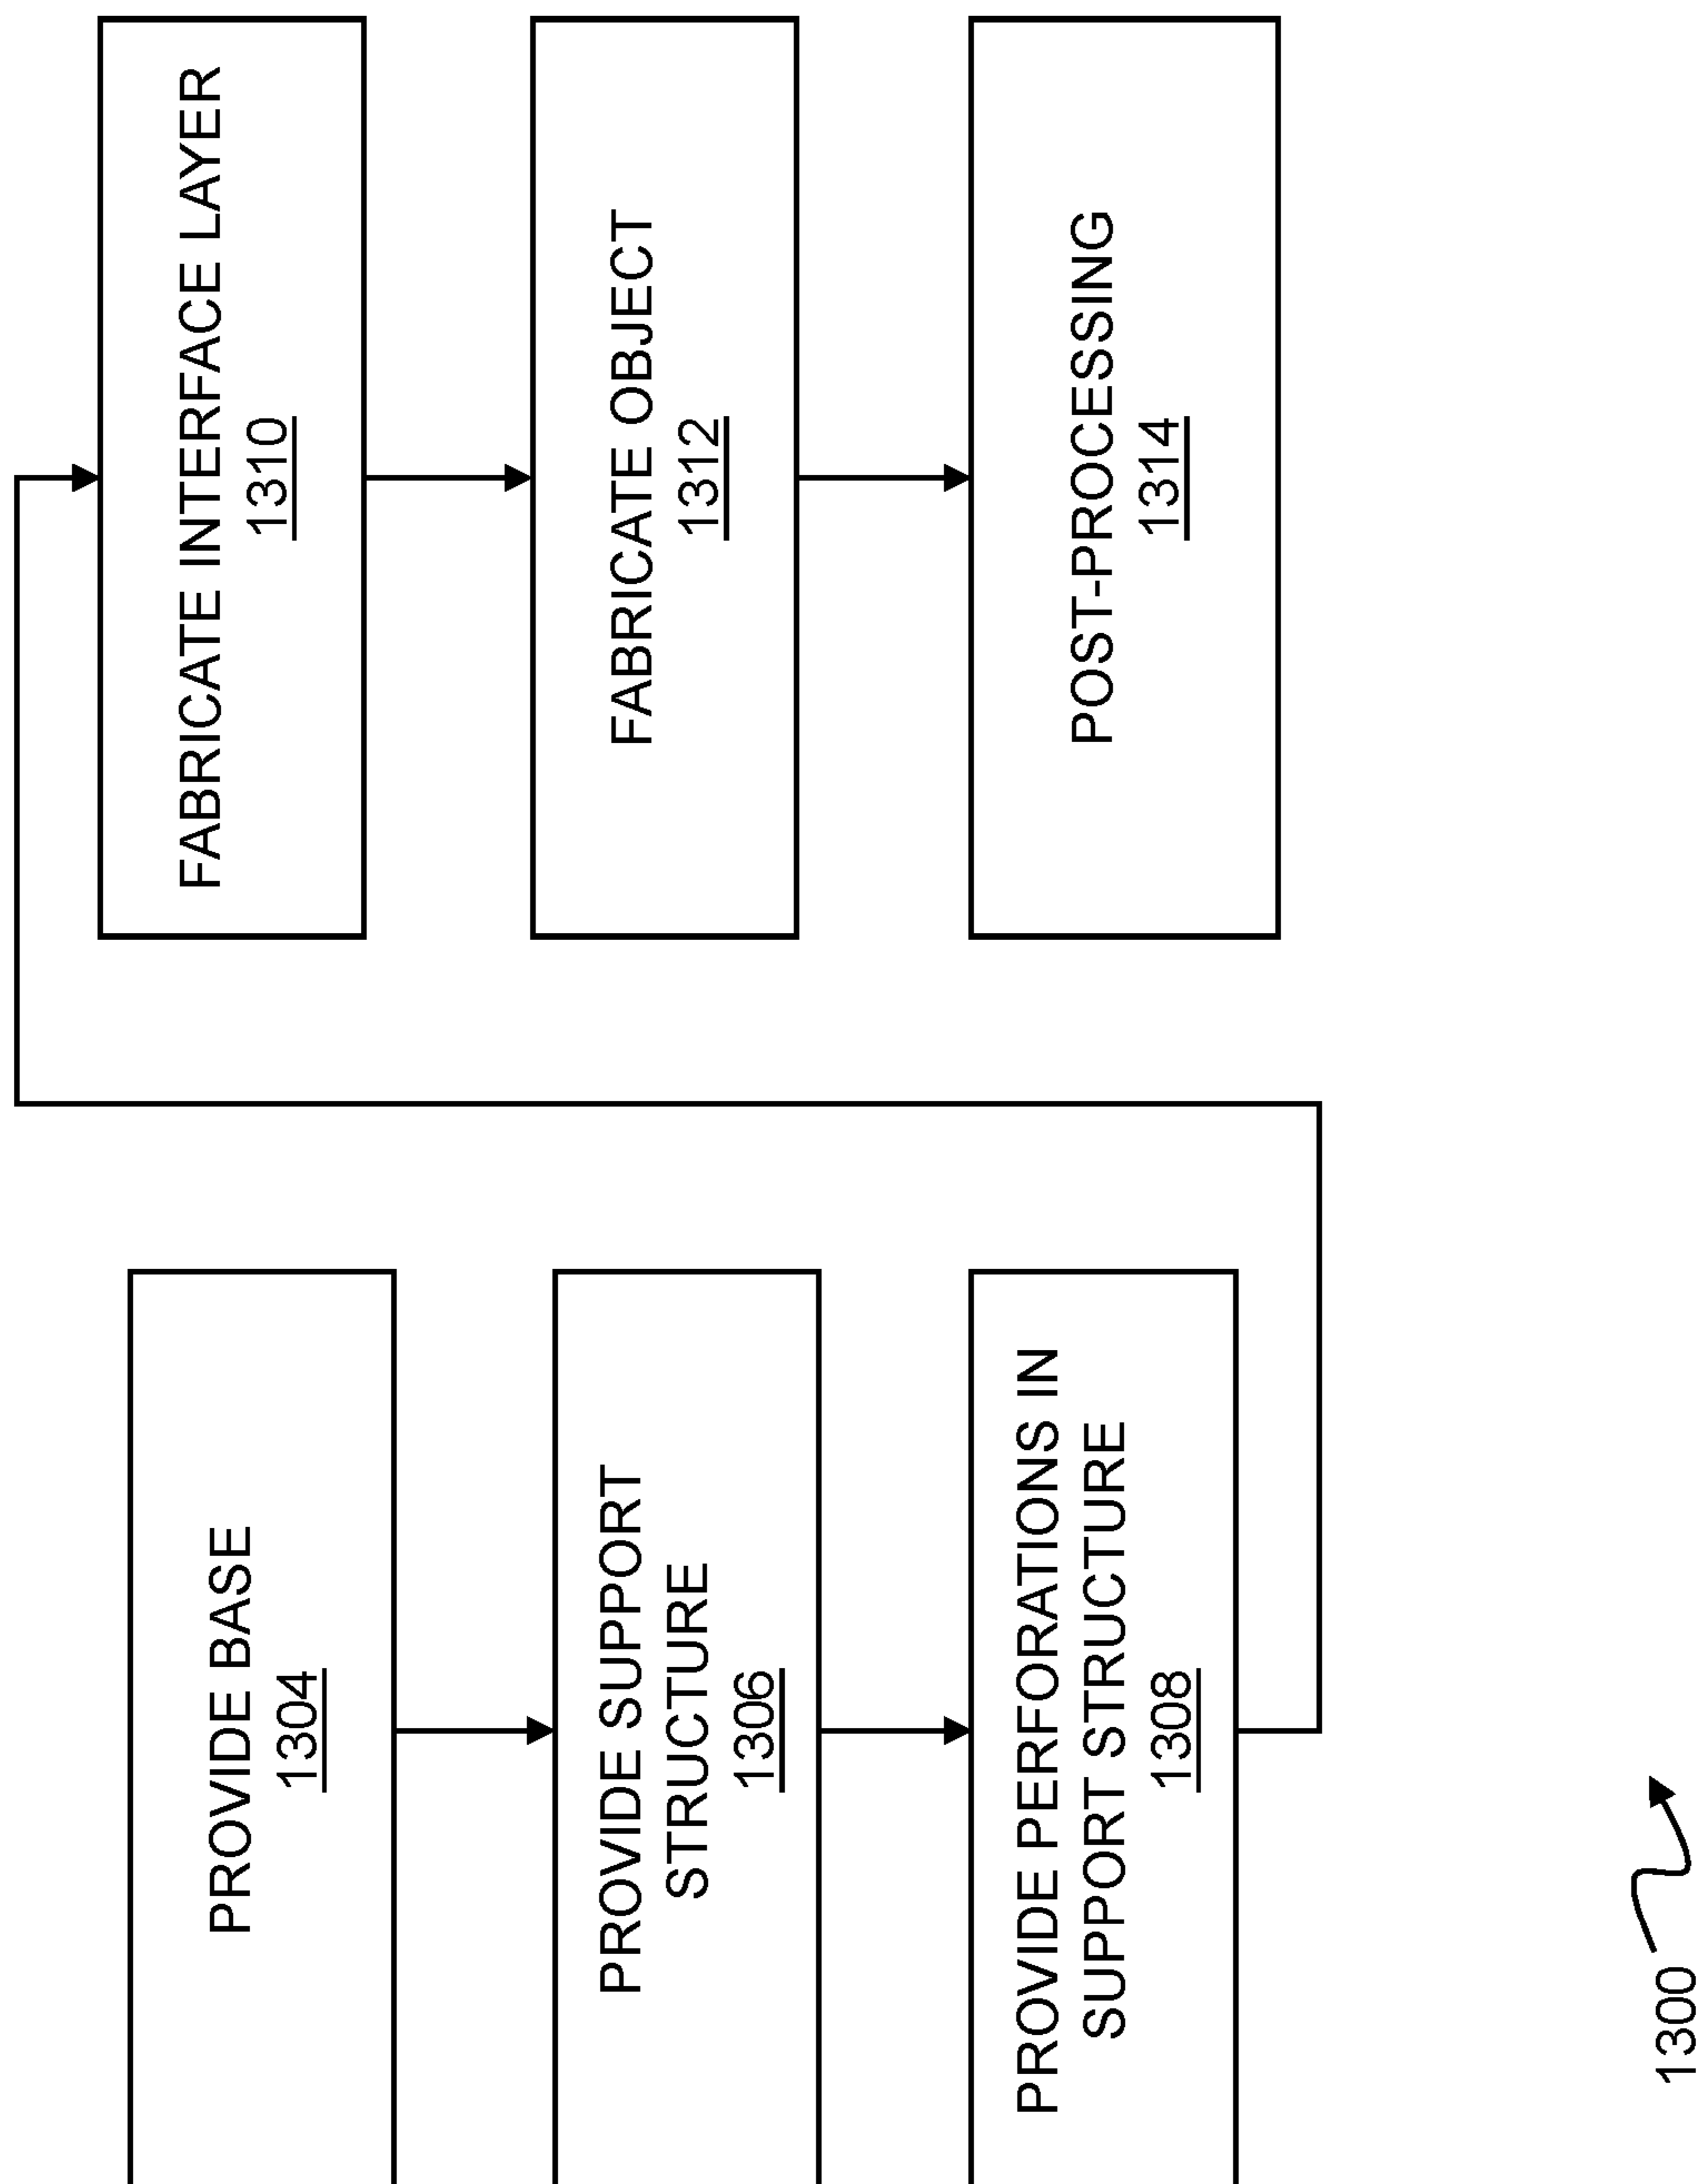 PROVIDE BASE
1304
PROVIDE SUPPORT
STRUCTURE
1306
PROVIDE PERFORATIONS IN
SUPPORT STRUCTURE
1308
FABRICATE INTERFACE LAYER
1310
FABRICATE OBJECT
1312
POST-PROCESSING
1314
1300